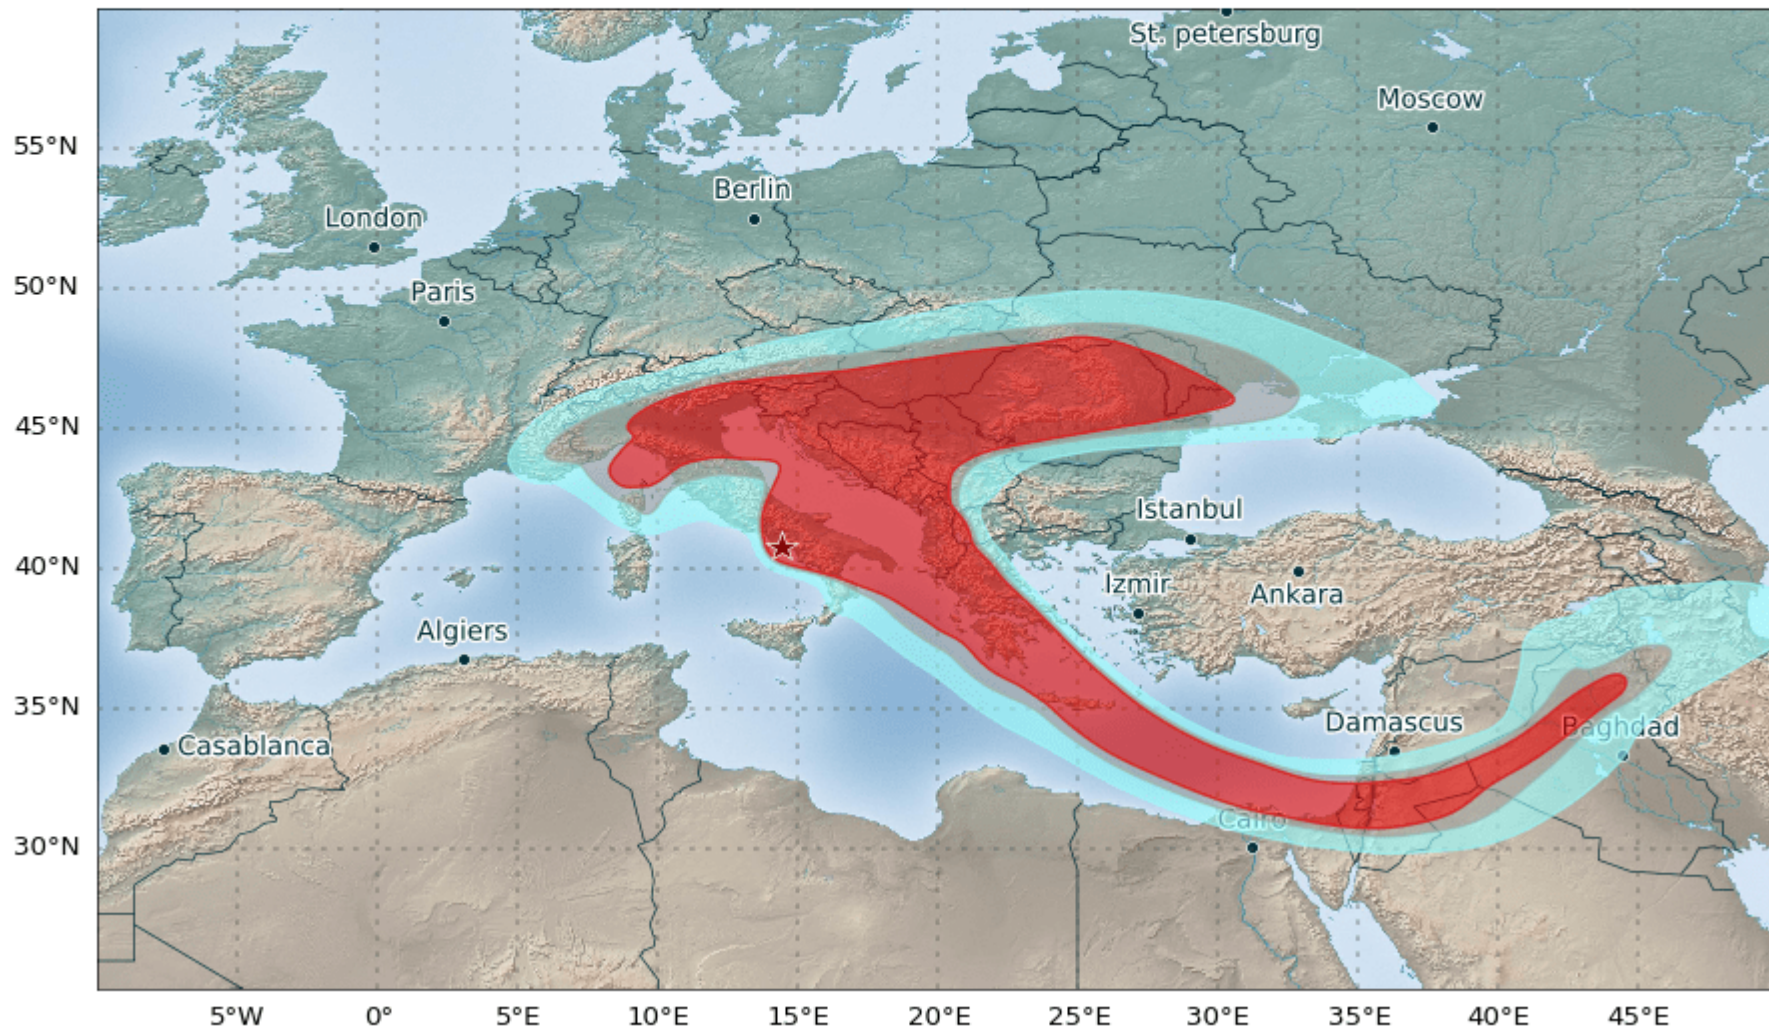 St. petersburg
Moscow
55°N
Berlin
London
50°N
Paris
45°N
Istanbul
40°N
Izmir
Ankara
Algiers
35°N
Damascus
Baghdad
Casablanca
Cairo
30°N
5°W
0°
5°E
10°E
15°E
20°E
25°E
30°E
35°E
40°E
45°E